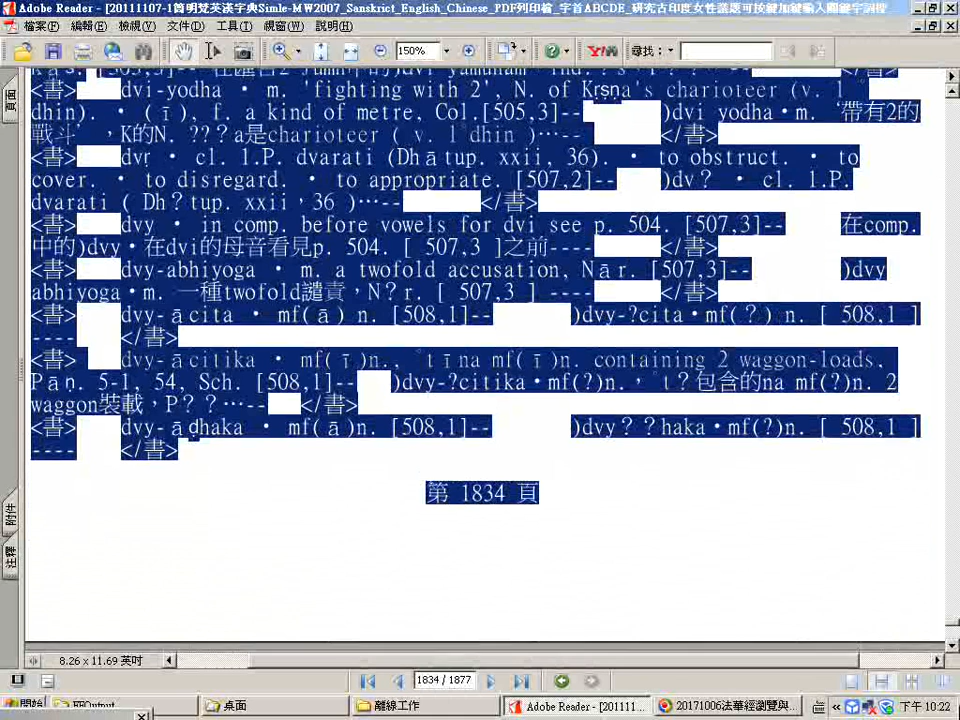 Adobe Reader - [20111107-1簡明梵英漢字典Simle-MW2007_Sanskrict_English_Chinese_PDF列印檔_字首ABCDE_研究古印度女性議題可按鍵加鍵輸入關鍵字詞程
檔案(F) 編輯(E) 檢視(V) 文件(D) 工具(T) 視窗(W) 說明(H)
150% 尋找：
頁面
<書> dvi-yodha • m. 'fighting with 2', N. of Kṛṣṇa's charioteer (v. l
dhin). • (ī), f. a kind of metre, Col.[505,3]-- )dvi yodha•m. '帶有2的
戰斗', K的N. ???a是charioteer ( v. l dhin )…-- </書>
<書> dvṛ • cl. 1.P. dvarati (Dhātup. xxii, 36). • to obstruct. • to
cover. • to disregard. • to appropriate. [507,2]-- )dv? • cl. 1.P.
dvarati ( Dh?tup. xxii，36 )…-- </書>
<書> dvy • in comp. before vowels for dvi see p. 504. [507,3]-- 在comp.
中的)dvy•在dvi的母音看見p. 504. [ 507,3 ]之前---- </書>
<書> dvy-abhiyoga • m. a twofold accusation, Nār. [507,3]-- )dvy
abhiyoga•m. 一種twofold譴責，N?r. [ 507,3 ] ---- </書>
<書> dvy-ācita • mf(ā) n. [508,1]-- )dvy-?cita•mf(?) n. [ 508,1 ]
---- </書>
<書> dvy-ācitika • mf(ī)n., °tīna mf(ī)n. containing 2 waggon-loads,
Pāṇ. 5-1, 54, Sch. [508,1]-- )dvy-?citika•mf(?)n.，°t？包含的na mf(?)n. 2
waggon裝載，P??…-- </書>
<書> dvy-āḍhaka • mf(ā)n. [508,1]-- )dvy??haka•mf(?)n. [ 508,1 ]
---- </書>
第 1834 頁
附件
注釋
8.26 x 11.69 英吋
1834 / 1877
開始 FFOutput 桌面 離線工作 Adobe Reader - [201111... 20171006法華經瀏覽與... 下午 10:22